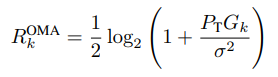 R_k^{OMA} = \frac{1}{2} \log_2 \left( 1 + \frac{P_T G_k}{\sigma^2} \right)